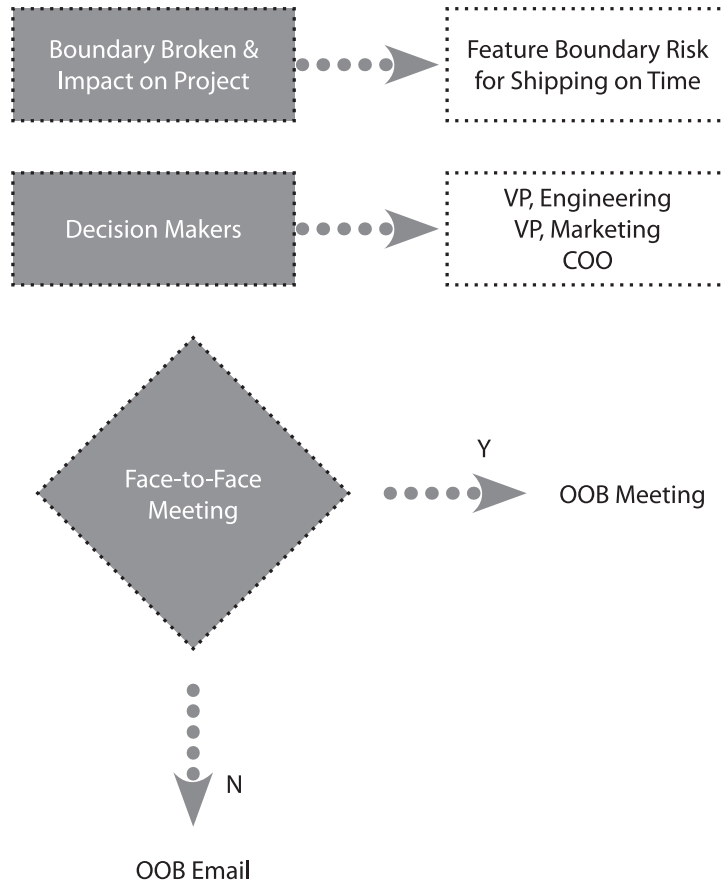 Boundary Broken &
Impact on Project
Feature Boundary Risk
for Shipping on Time
Decision Makers
VP, Engineering
VP, Marketing
COO
Face-to-Face
Meeting
Y
OOB Meeting
N
OOB Email